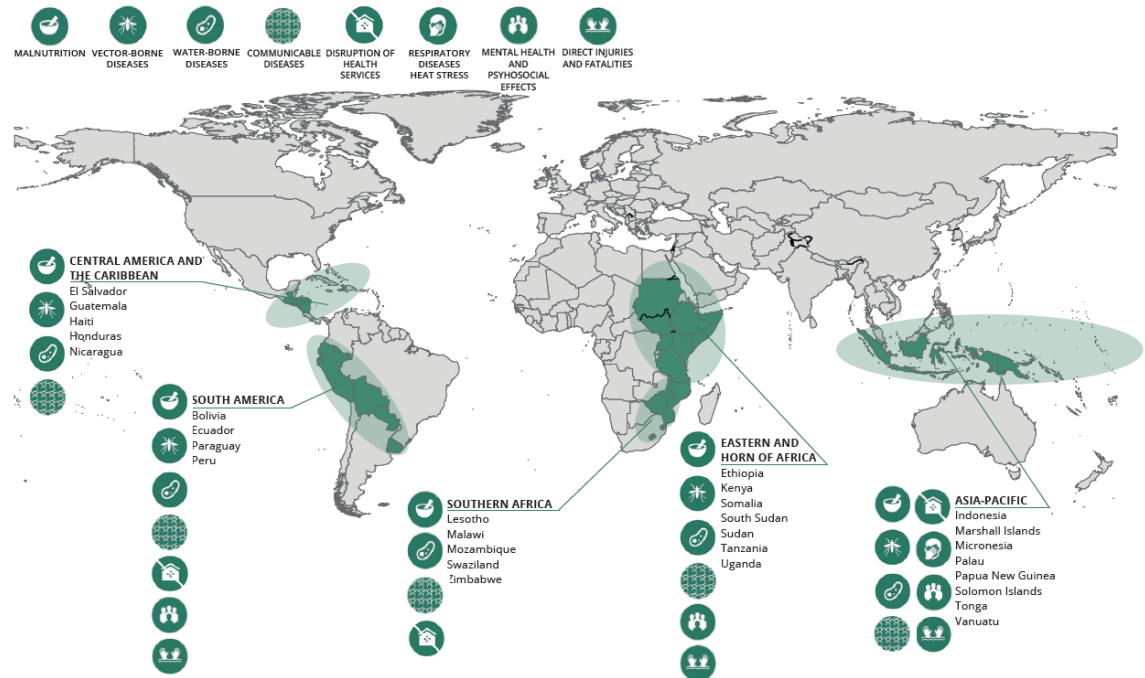 MALNUTRITION
VECTOR-BORNE
DISEASES
WATER-BORNE
DISEASES
COMMUNICABLE
DISEASES
DISRUPTION OF
HEALTH
SERVICES
RESPIRATORY
DISEASES
HEAT STRESS
MENTAL HEALTH
AND
PSYHOSOCIAL
EFFECTS
DIRECT INJURIES
AND FATALITIES
CENTRAL AMERICA AND
THE CARIBBEAN
El Salvador
Guatemala
Haiti
Honduras
Nicaragua
SOUTH AMERICA
Bolivia
Ecuador
Paraguay
Peru
SOUTHERN AFRICA
Lesotho
Malawi
Mozambique
Swaziland
Zimbabwe
EASTERN AND
HORN OF AFRICA
Ethiopia
Kenya
Somalia
South Sudan
Sudan
Tanzania
Uganda
ASIA-PACIFIC
Indonesia
Marshall Islands
Micronesia
Palau
Papua New Guinea
Solomon Islands
Tonga
Vanuatu